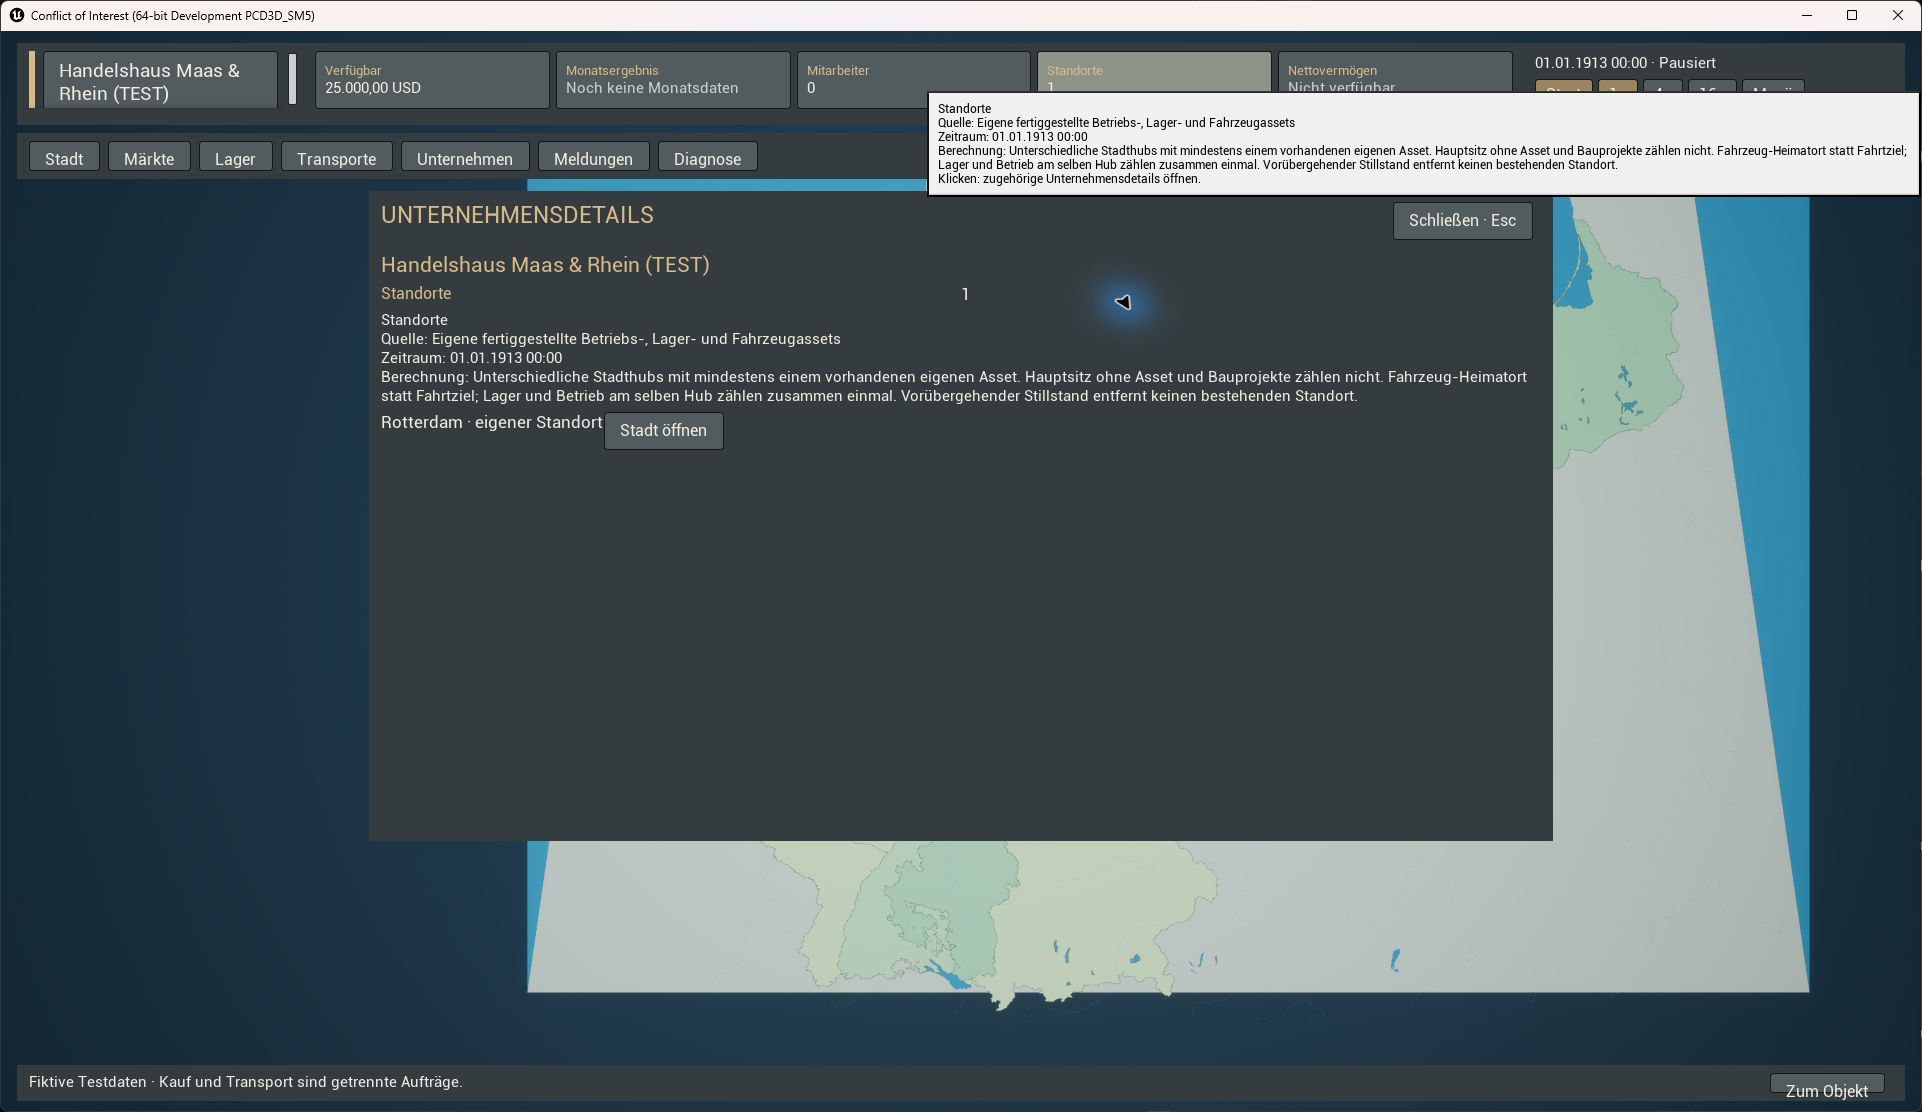 Conflict of Interest (64-bit Development PCD3D_SM5)
Handelshaus Maas &
Rhein (TEST)
Verfügbar
25.000,00 USD
Monatsergebnis
Noch keine Monatsdaten
Mitarbeiter
0
Standorte
1
Nettovermögen
Nicht verfügbar
01.01.1913 00:00 · Pausiert
Standorte
Quelle: Eigene fertiggestellte Betriebs-, Lager- und Fahrzeugassets
Zeitraum: 01.01.1913 00:00
Berechnung: Unterschiedliche Stadthubs mit mindestens einem vorhandenen eigenen Asset. Hauptsitz ohne Asset und Bauprojekte zählen nicht. Fahrzeug-Heimatort statt Fahrtziel;
Lager und Betrieb am selben Hub zählen zusammen einmal. Vorübergehender Stillstand entfernt keinen bestehenden Standort.
Klicken: zugehörige Unternehmensdetails öffnen.
Stadt
Märkte
Lager
Transporte
Unternehmen
Meldungen
Diagnose
UNTERNEHMENSDETAILS
Schließen · Esc
Handelshaus Maas & Rhein (TEST)
Standorte 1
Standorte
Quelle: Eigene fertiggestellte Betriebs-, Lager- und Fahrzeugassets
Zeitraum: 01.01.1913 00:00
Berechnung: Unterschiedliche Stadthubs mit mindestens einem vorhandenen eigenen Asset. Hauptsitz ohne Asset und Bauprojekte zählen nicht. Fahrzeug-Heimatort
statt Fahrtziel; Lager und Betrieb am selben Hub zählen zusammen einmal. Vorübergehender Stillstand entfernt keinen bestehenden Standort.
Rotterdam · eigener Standort
Stadt öffnen
Fiktive Testdaten · Kauf und Transport sind getrennte Aufträge.
Zum Objekt